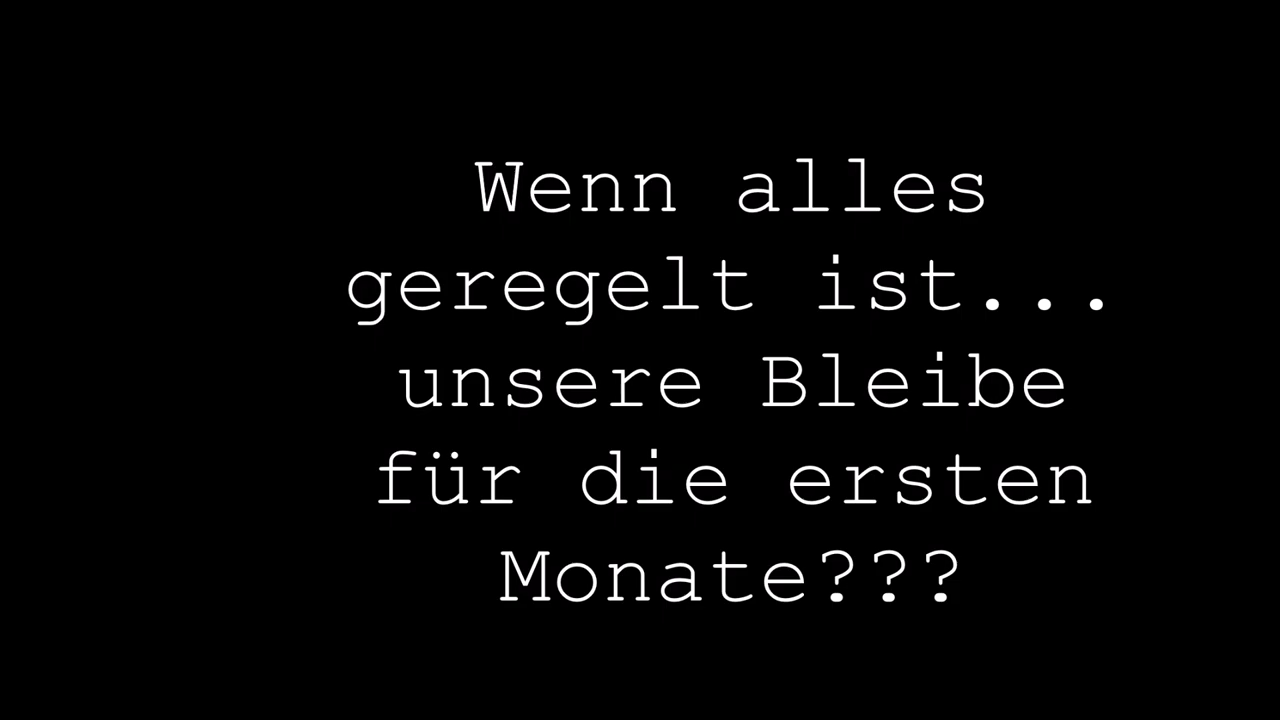 Wenn alles
geregelt ist...
unsere Bleibe
für die ersten
Monate???